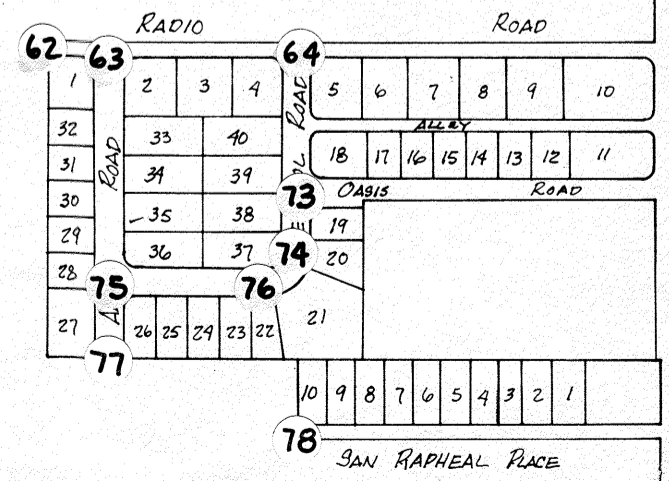 RADIO ROAD
62 63 64
1 2 3 4 5 6 7 8 9 10
ALLEY
32 33 40
18 17 16 15 14 13 12 11
31 34 39
ROAD ROAD
73 OASIS ROAD
30 35 38 19
29 36 37 74 20
28 75 76
27 26 25 24 23 22 21
77
10 9 8 7 6 5 4 3 2 1
78
SAN RAPHEAL PLACE